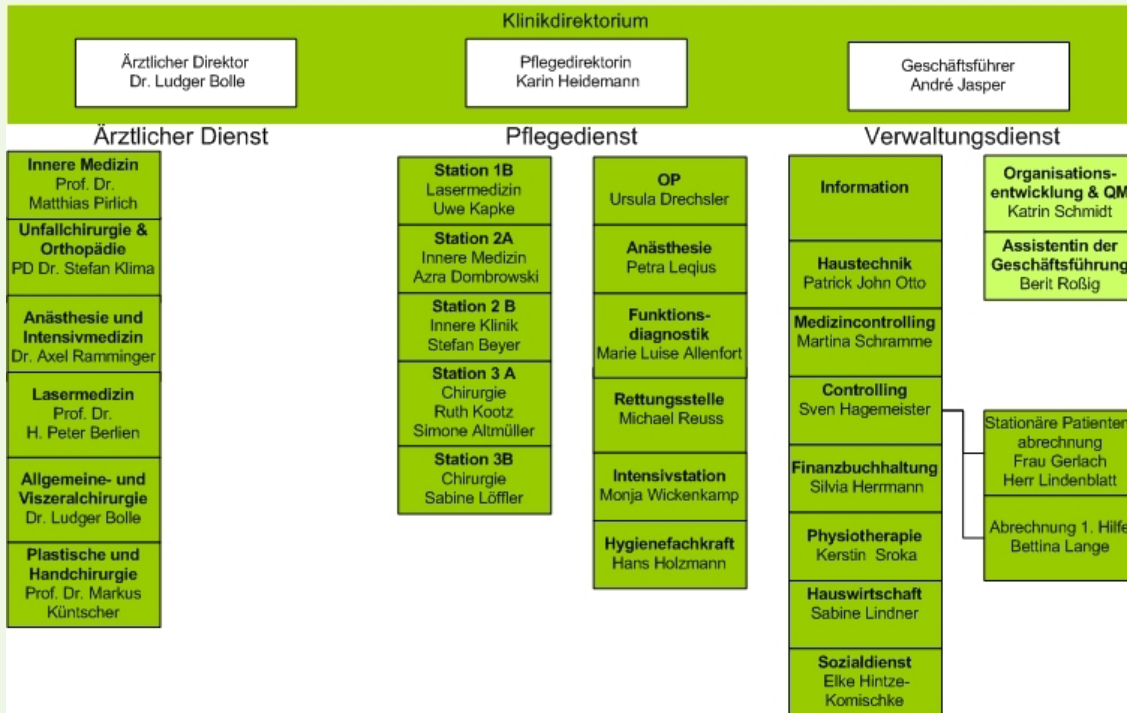 Klinikdirektorium
Ärztlicher Direktor
Dr. Ludger Bolle
Pflegedirektorin
Karin Heidemann
Geschäftsführer
André Jasper
Ärztlicher Dienst
Innere Medizin
Prof. Dr.
Matthias Pirlich
Unfallchirurgie &
Orthopädie
PD Dr. Stefan Klima
Anästhesie und
Intensivmedizin
Dr. Axel Ramminger
Lasermedizin
Prof. Dr.
H. Peter Berlien
Allgemeine- und
Viszeralchirurgie
Dr. Ludger Bolle
Plastische und
Handchirurgie
Prof. Dr. Markus
Küntscher
Pflegedienst
Station 1B
Lasermedizin
Uwe Kapke
Station 2A
Innere Medizin
Azra Dombrowski
Station 2 B
Innere Klinik
Stefan Beyer
Station 3 A
Chirurgie
Ruth Kootz
Simone Altmüller
Station 3B
Chirurgie
Sabine Löffler
OP
Ursula Drechsler
Anästhesie
Petra Leqius
Funktions-
diagnostik
Marie Luise Allenfort
Rettungsstelle
Michael Reuss
Intensivstation
Monja Wickenkamp
Hygienefachkraft
Hans Holzmann
Verwaltungsdienst
Information
Haustechnik
Patrick John Otto
Medizincontrolling
Martina Schramme
Controlling
Sven Hagemeister
Finanzbuchhaltung
Silvia Herrmann
Physiotherapie
Kerstin Sroka
Hauswirtschaft
Sabine Lindner
Sozialdienst
Elke Hintze-
Komischke
Organisations-
entwicklung & QM
Katrin Schmidt
Assistentin der
Geschäftsführung
Berit Roßig
Stationäre Patienten
abrechnung
Frau Gerlach
Herr Lindenblatt
Abrechnung 1. Hilfe
Bettina Lange